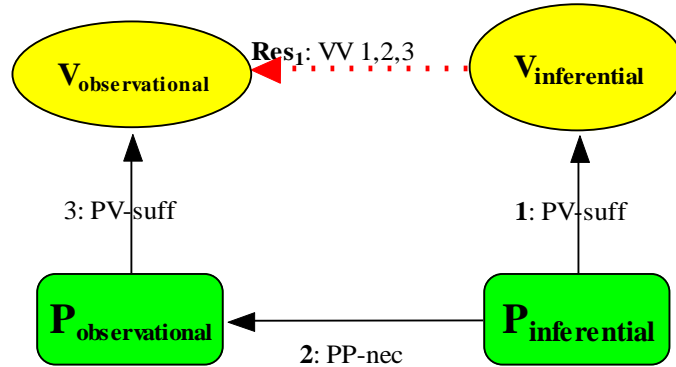 Res1: VV 1,2,3
Vobservational
Vinferential
3: PV-suff
1: PV-suff
Pobservational
Pinferential
2: PP-nec